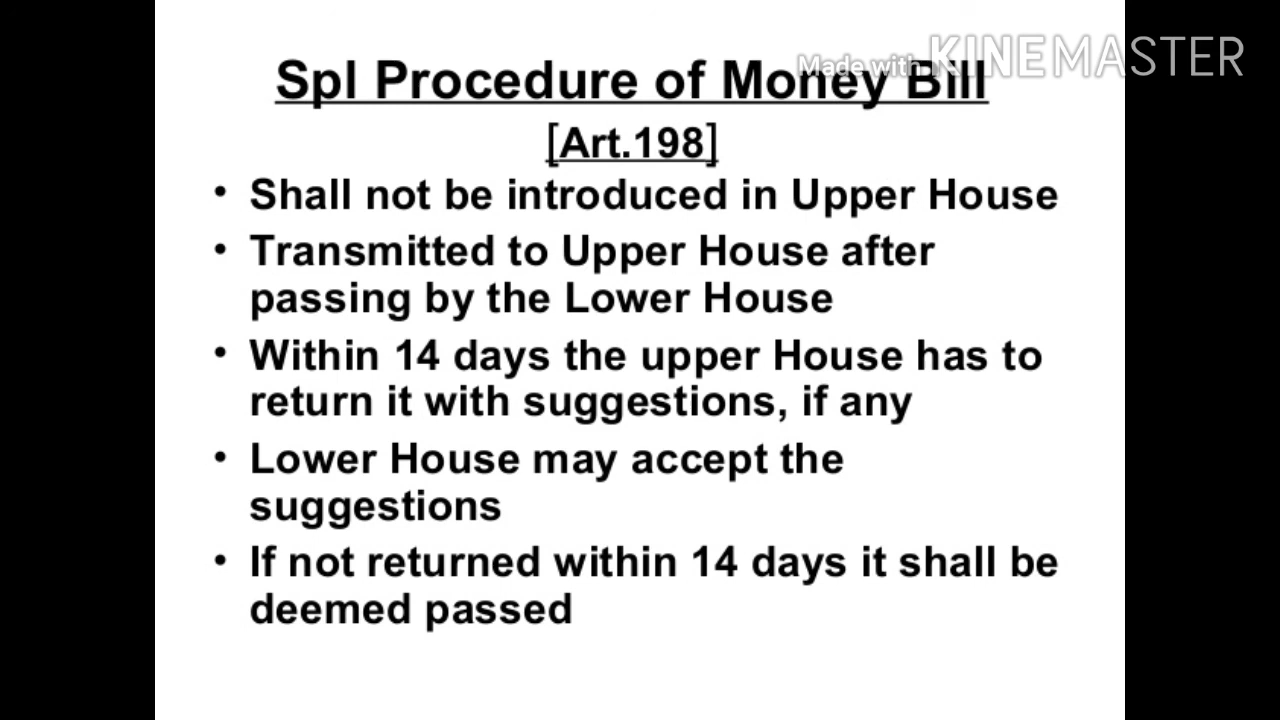 Made with KINEMASTER
Spl Procedure of Money Bill
[Art.198]
• Shall not be introduced in Upper House
• Transmitted to Upper House after
passing by the Lower House
• Within 14 days the upper House has to
return it with suggestions, if any
• Lower House may accept the
suggestions
• If not returned within 14 days it shall be
deemed passed